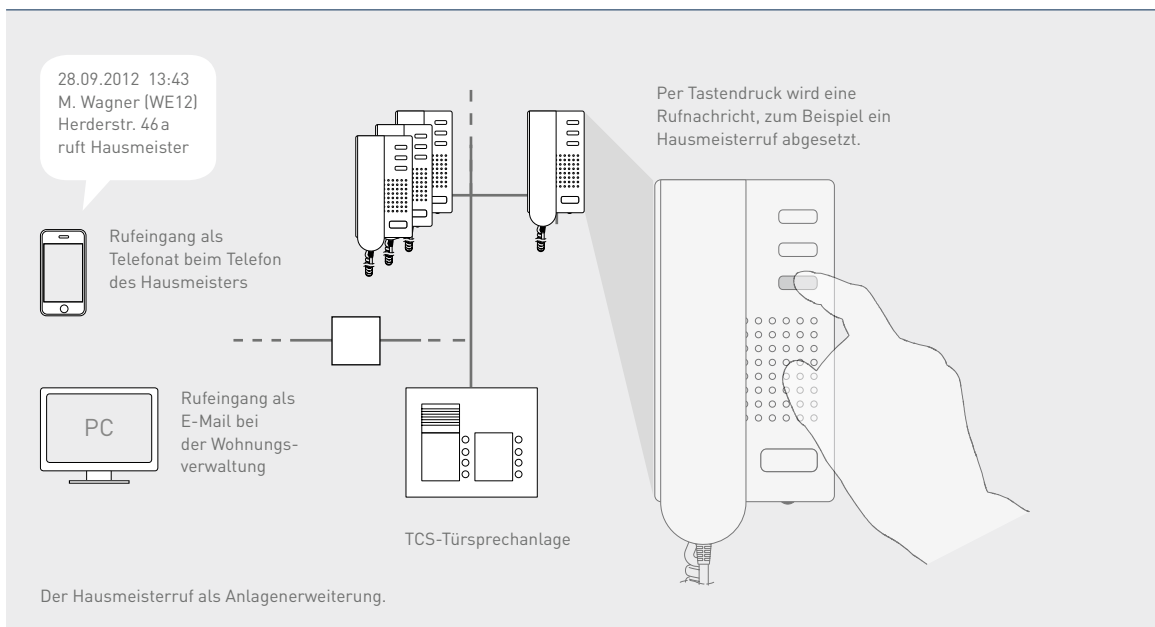 28.09.2012 13:43
M. Wagner (WE12)
Herderstr. 46 a
ruft Hausmeister
Rufeingang als
Telefonat beim Telefon
des Hausmeisters
PC
Rufeingang als
E-Mail bei
der Wohnungs-
verwaltung
TCS-Türsprechanlage
Per Tastendruck wird eine
Rufnachricht, zum Beispiel ein
Hausmeisterruf abgesetzt.
Der Hausmeisterruf als Anlagenerweiterung.